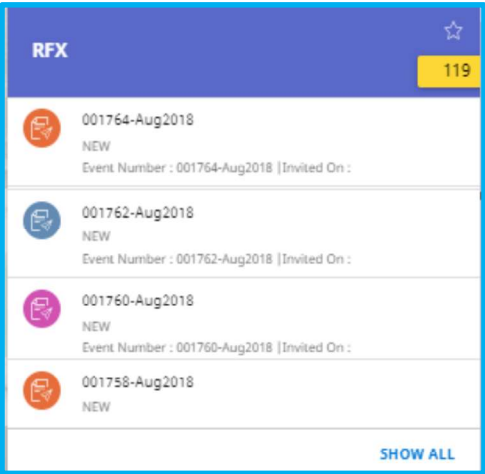 RFX
119
001764-Aug2018
NEW
Event Number : 001764-Aug2018 |Invited On :
001762-Aug2018
NEW
Event Number : 001762-Aug2018 |Invited On :
001760-Aug2018
NEW
Event Number : 001760-Aug2018 |Invited On :
001758-Aug2018
NEW
SHOW ALL